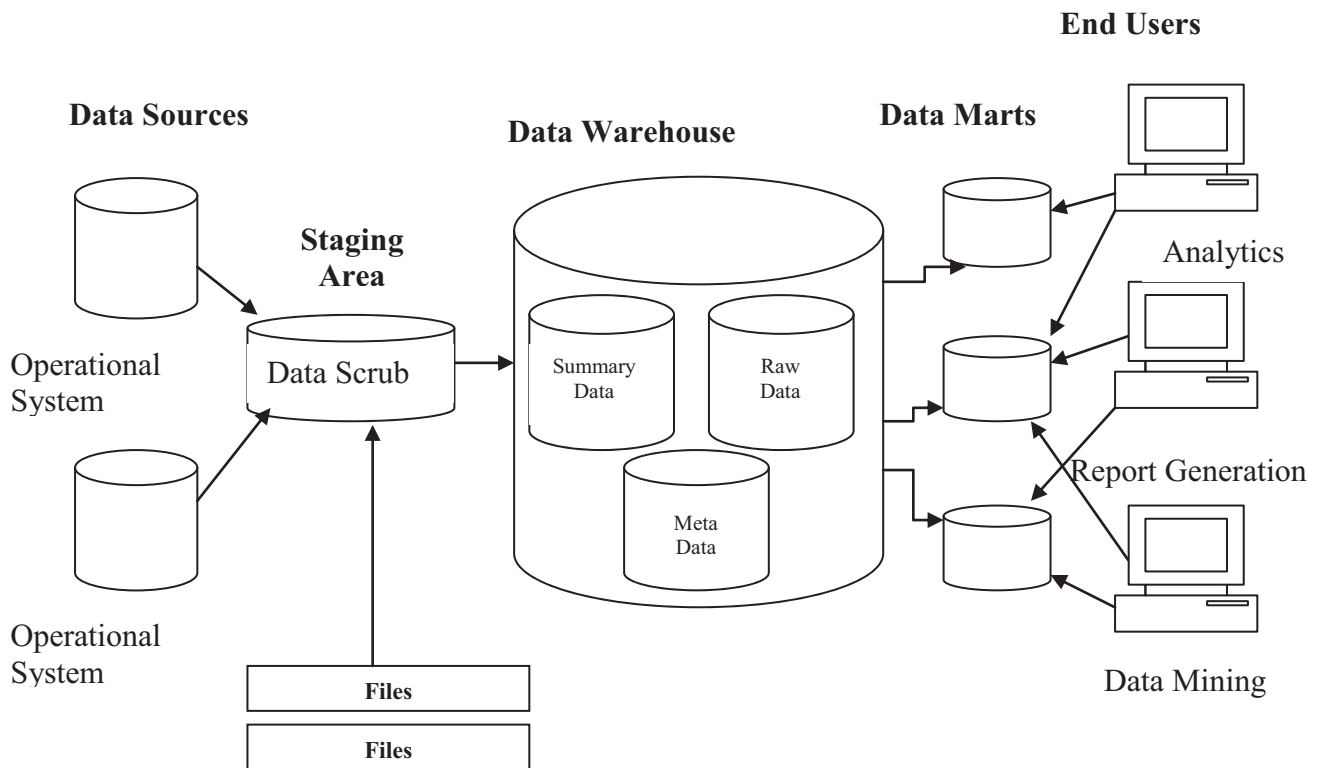 End Users
Data Sources
Data Warehouse
Data Marts
Staging
Area
Analytics
Operational
System
Data Scrub
Summary
Data
Raw
Data
Report Generation
Meta
Data
Operational
System
Files
Data Mining
Files